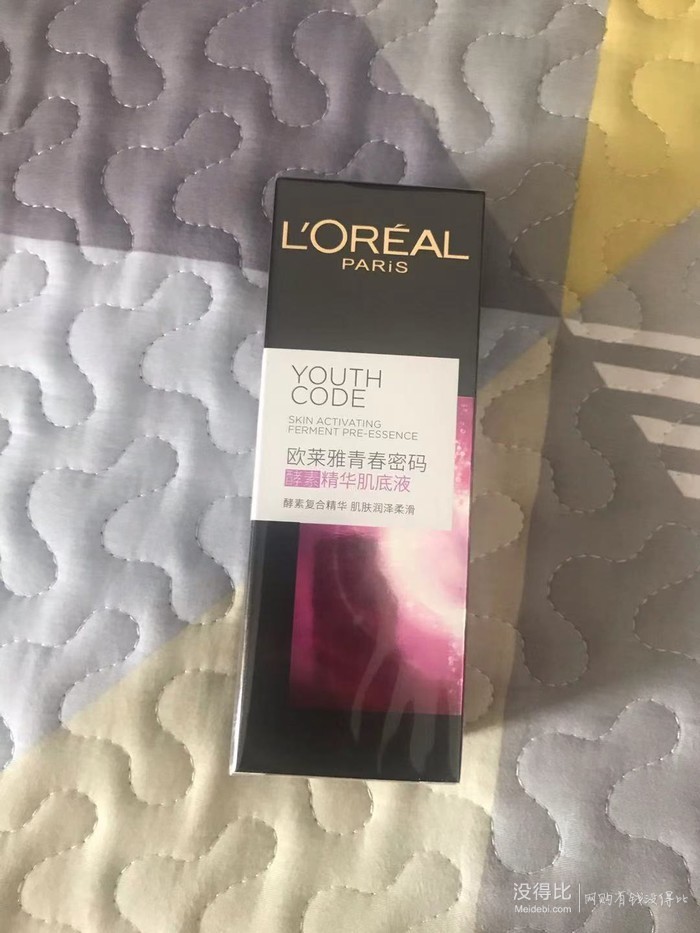 L'ORÉAL
PARiS
YOUTH
CODE
SKIN ACTIVATING
FERMENT PRE-ESSENCE
欧莱雅青春密码
酵素精华肌底液
酵素复合精华 肌肤润泽柔滑
没得比 网购有钱没得比
Meidebi.com